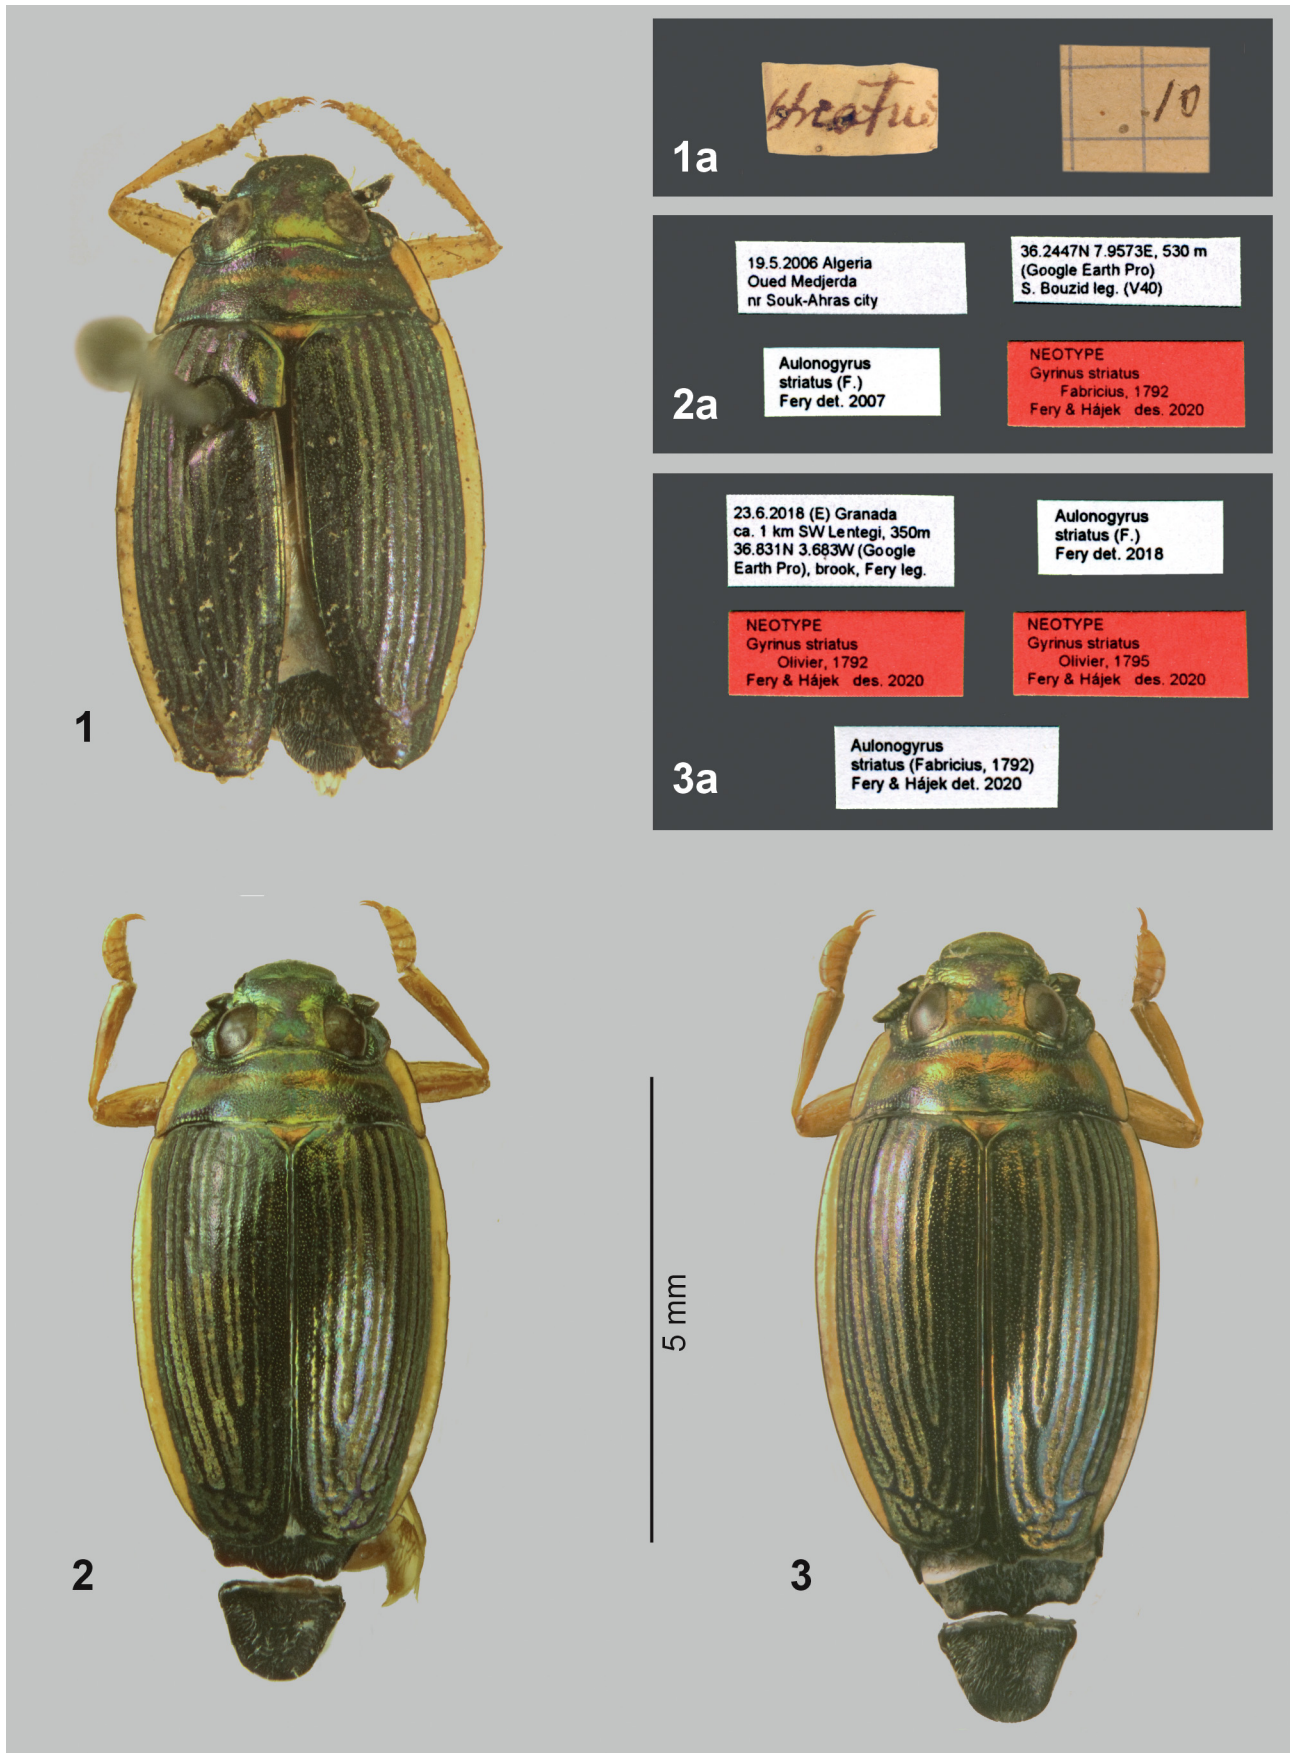 1a
striatus
10
19.5.2006 Algeria
Oued Medjerda
nr Souk-Ahras city
36.2447N 7.9573E, 530 m
(Google Earth Pro)
S. Bouzid leg. (V40)
2a
Aulonogyrus
striatus (F.)
Fery det. 2007
NEOTYPE
Gyrinus striatus
Fabricius, 1792
Fery & Hájek des. 2020
23.6.2018 (E) Granada
ca. 1 km SW Lentegi, 350m
36.831N 3.683W (Google
Earth Pro), brook, Fery leg.
Aulonogyrus
striatus (F.)
Fery det. 2018
NEOTYPE
Gyrinus striatus
Olivier, 1792
Fery & Hájek des. 2020
NEOTYPE
Gyrinus striatus
Olivier, 1795
Fery & Hájek des. 2020
3a
Aulonogyrus
striatus (Fabricius, 1792)
Fery & Hájek det. 2020
1
5 mm
2
3